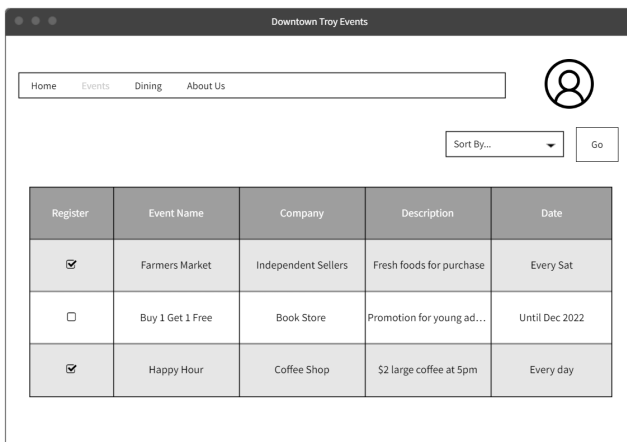 Downtown Troy Events
Home Events Dining About Us
Sort By... Go
Register Event Name Company Description Date
Farmers Market Independent Sellers Fresh foods for purchase Every Sat
Buy 1 Get 1 Free Book Store Promotion for young ad... Until Dec 2022
Happy Hour Coffee Shop $2 large coffee at 5pm Every day